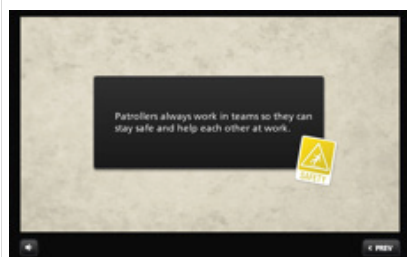 Patrollers always work in teams so they can
stay safe and help each other at work.
SAFETY
< PREV